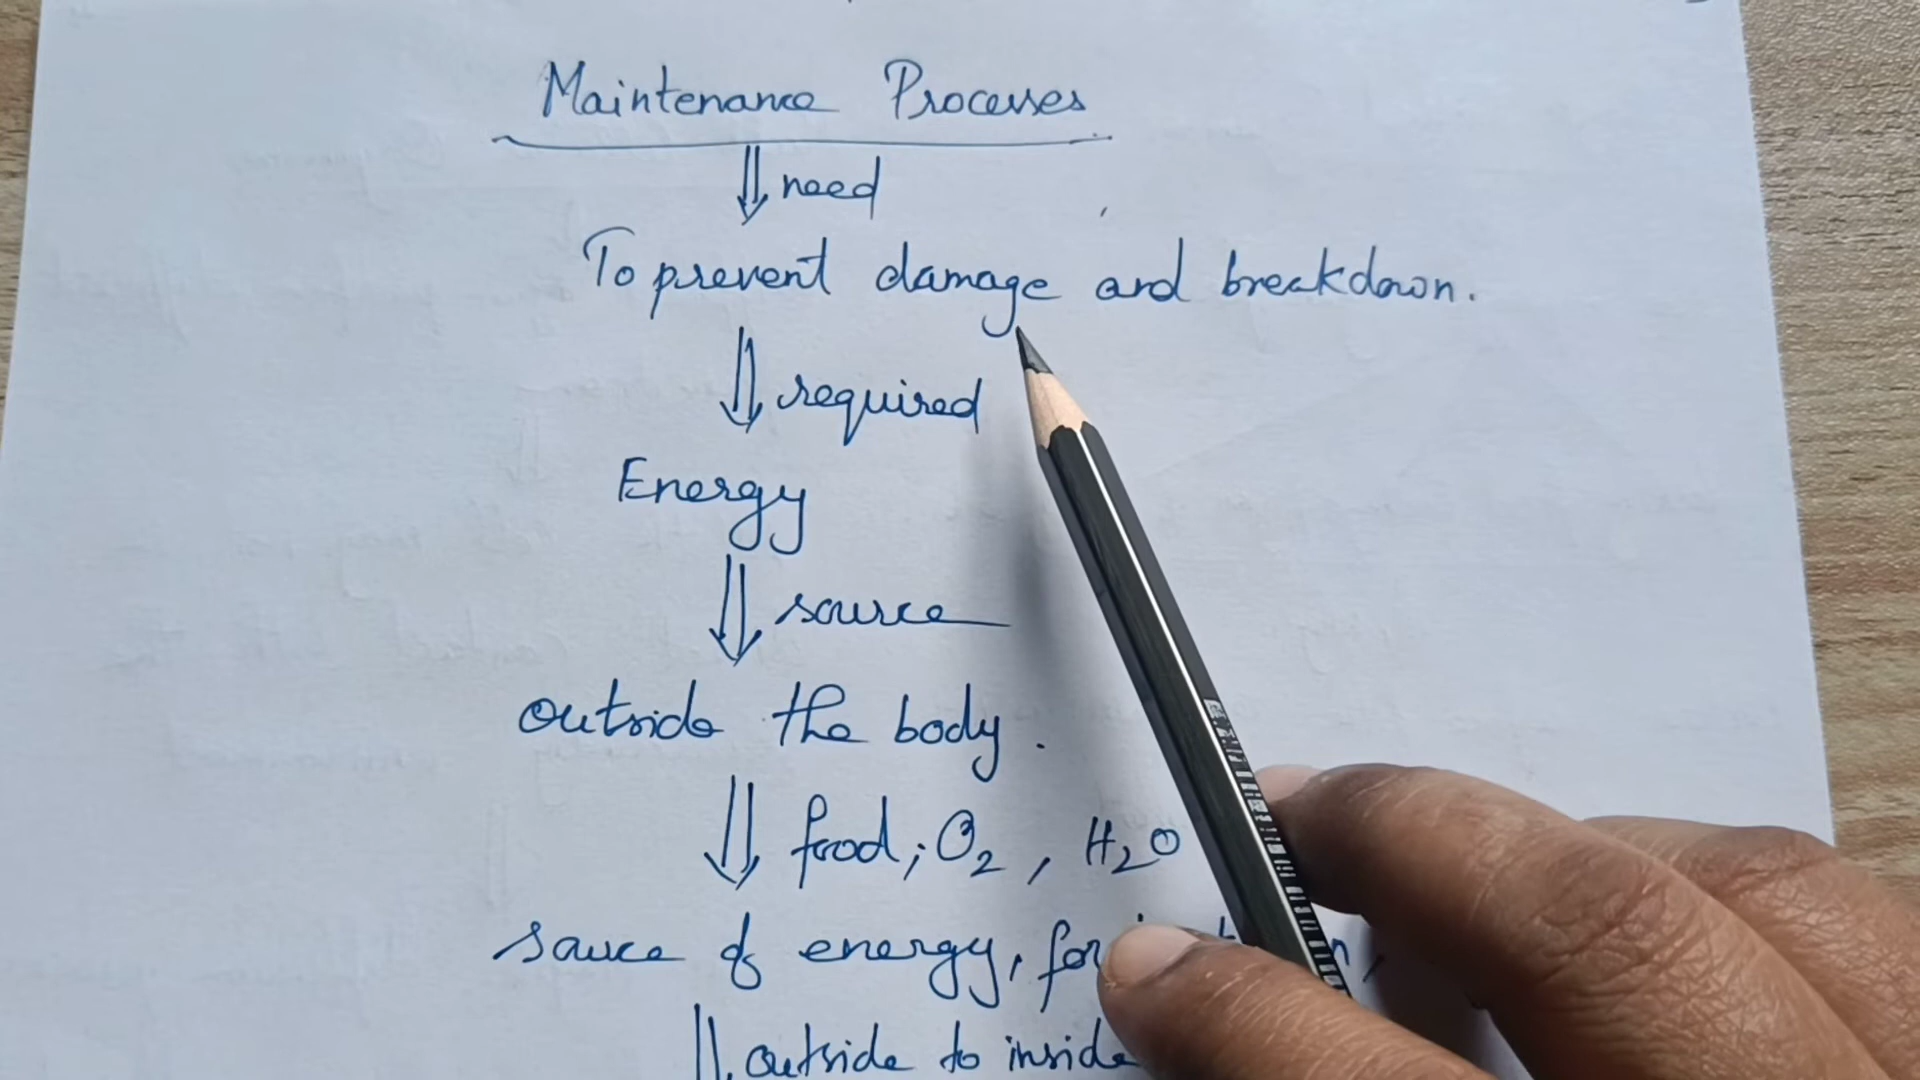 Maintenance Processes
need
To prevent damage and breakdown.
required
Energy
source
outside the body.
food, O2, H2O
source of energy, for
outside to inside